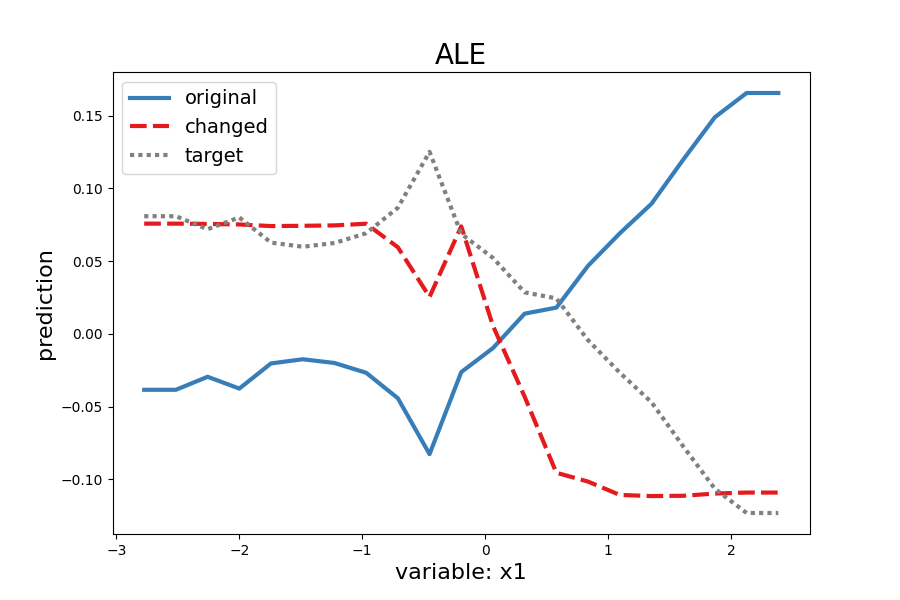 ALE
original
changed
target
prediction
0.15
0.10
0.05
0.00
−0.05
−0.10
−3 −2 −1 0 1 2
variable: x1